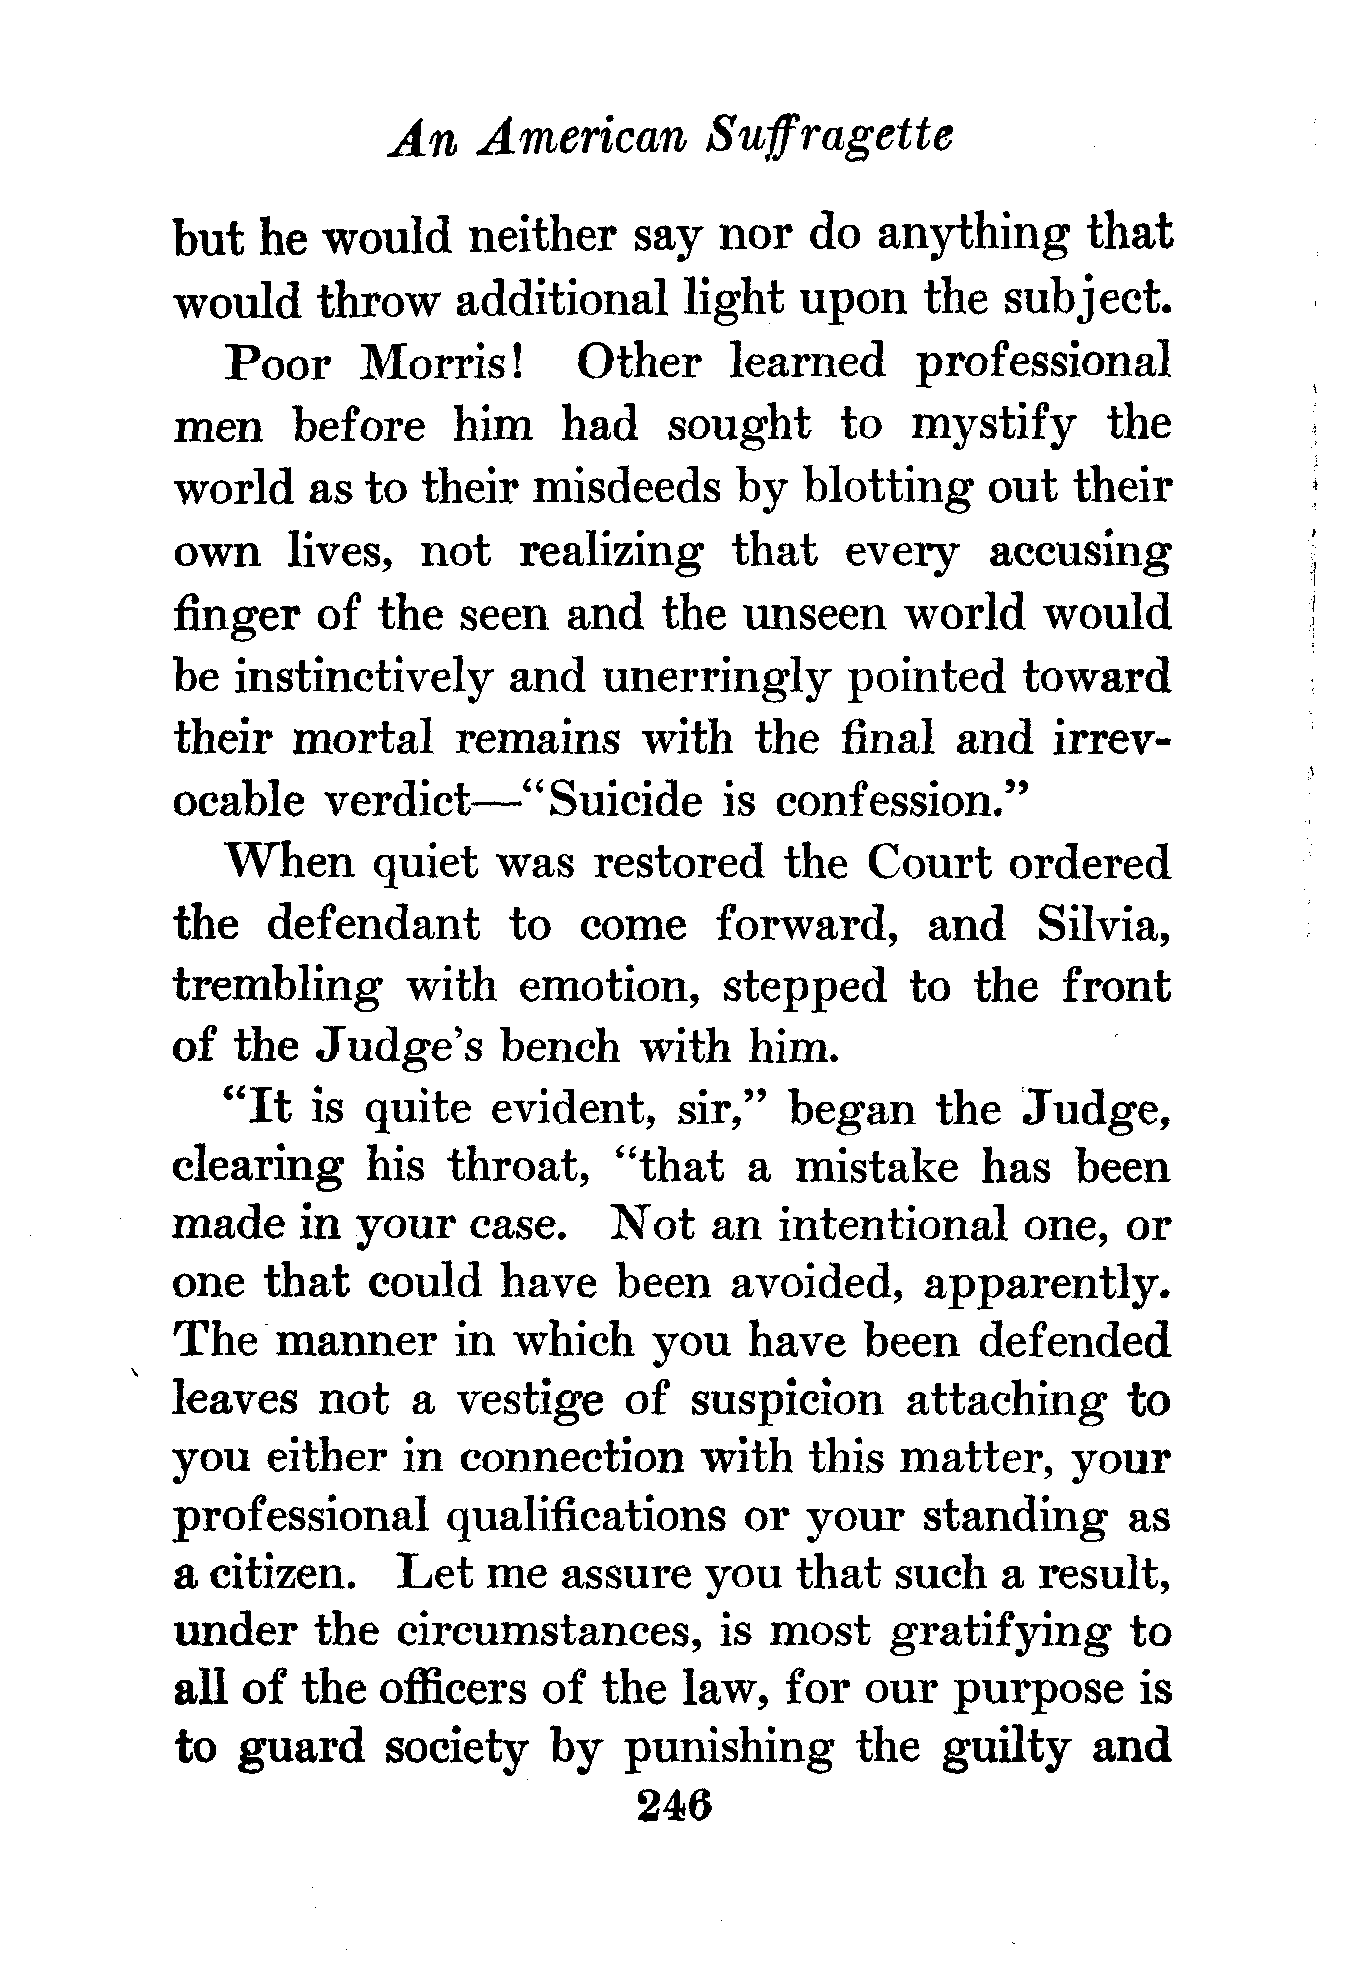 An American Suffragette
but he would neither say nor do anything that
would throw additional light upon the subject.
Poor Morris! Other learned professional
men before him had sought to mystify the
world as to their misdeeds by blotting out their
own lives, not realizing that every accusing
finger of the seen and the unseen world would
be instinctively and unerringly pointed toward
their mortal remains with the final and irrev-
ocable verdict—"Suicide is confession."
When quiet was restored the Court ordered
the defendant to come forward, and Silvia,
trembling with emotion, stepped to the front
of the Judge's bench with him.
"It is quite evident, sir," began the Judge,
clearing his throat, "that a mistake has been
made in your case. Not an intentional one, or
one that could have been avoided, apparently.
The manner in which you have been defended
leaves not a vestige of suspicion attaching to
you either in connection with this matter, your
professional qualifications or your standing as
a citizen. Let me assure you that such a result,
under the circumstances, is most gratifying to
all of the officers of the law, for our purpose is
to guard society by punishing the guilty and
246